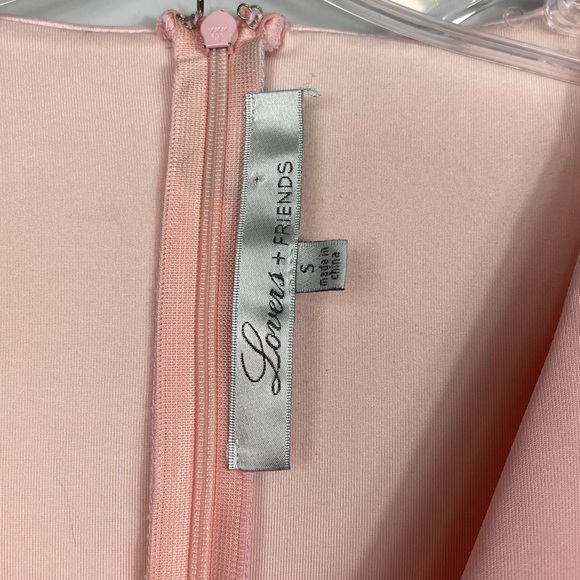 Lovers + FRIENDS
S
made in
china